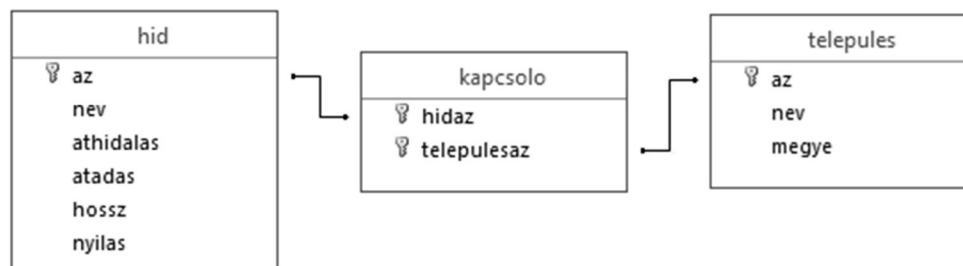 hid
az
nev
athidalas
atadas
hossz
nyilas
kapcsolo
hidaz
telepulesaz
telepules
az
nev
megye